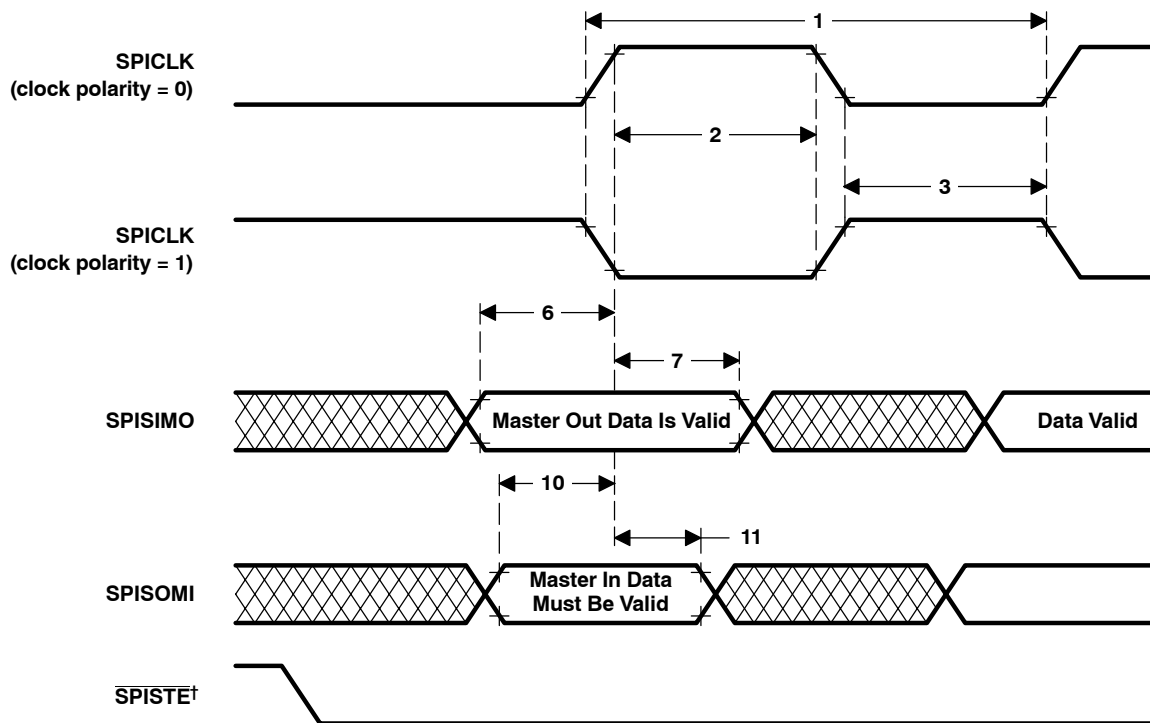 1
SPICLK
(clock polarity = 0)
2
3
SPICLK
(clock polarity = 1)
6
7
SPISIMO
Master Out Data Is Valid
Data Valid
10
11
SPISOMI
Master In Data
Must Be Valid
SPISTE†